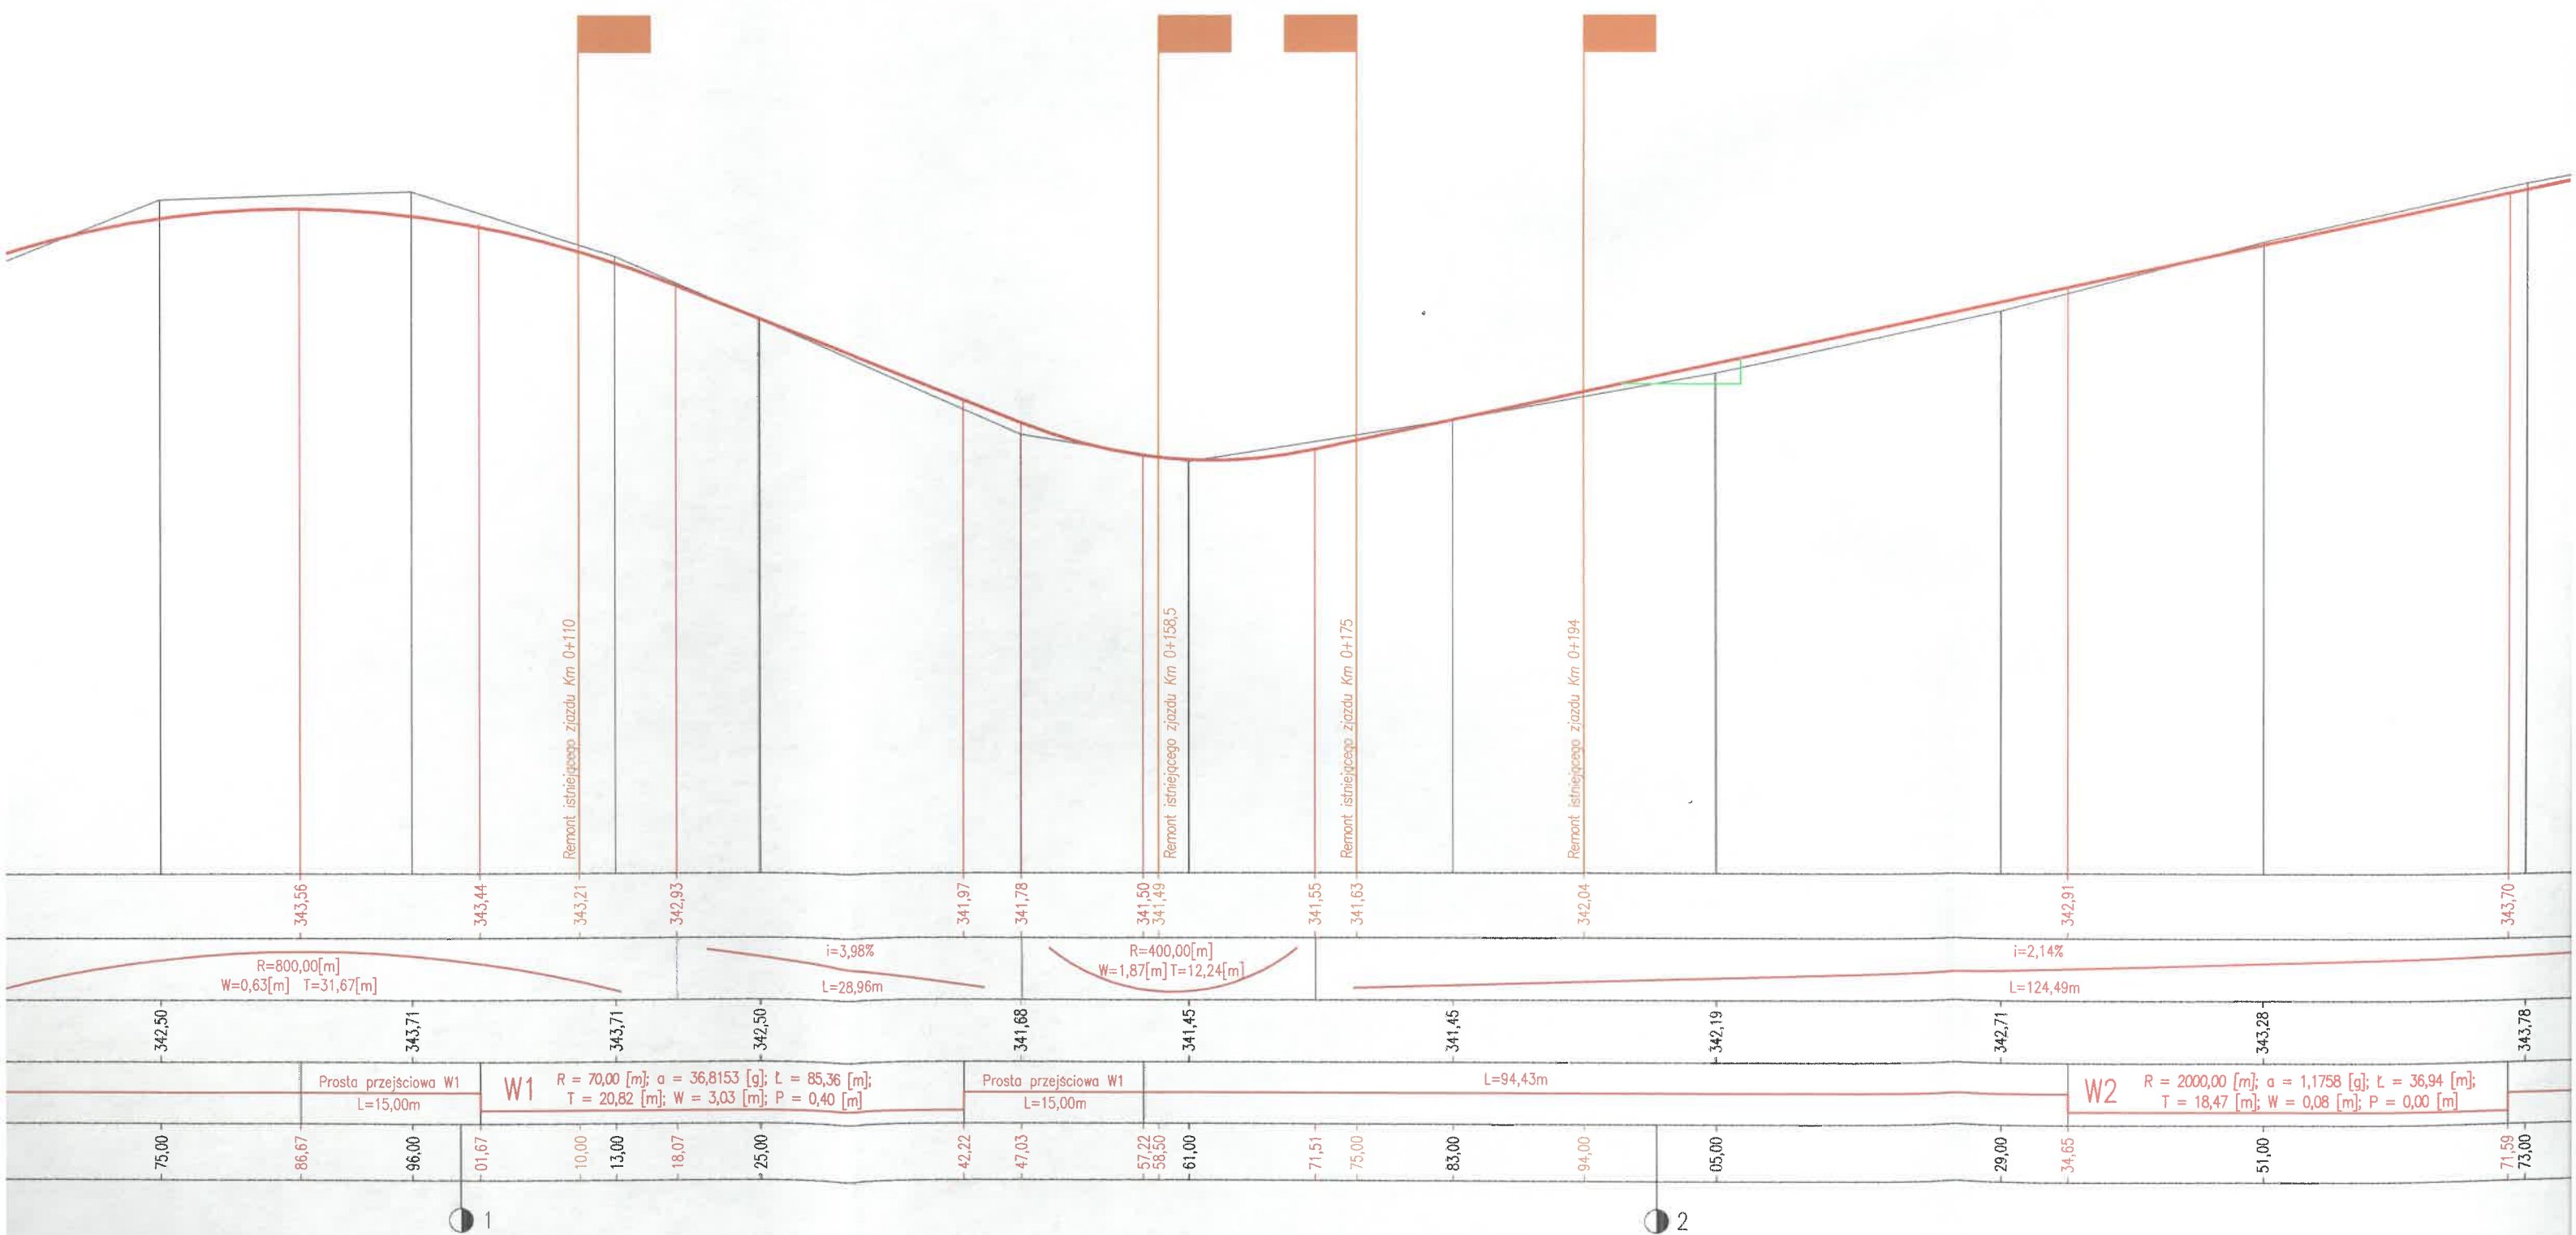 Remont istniejącego zjazdu Km 0+110
Remont istniejącego zjazdu Km 0+158,5
Remont istniejącego zjazdu Km 0+175
Remont istniejącego zjazdu Km 0+194
343,56
343,44
343,21
342,93
341,97
341,78
341,50
341,49
341,55
341,63
342,04
342,91
343,70
R=800,00[m]
W=0,63[m] T=31,67[m]
i=3,98%
L=28,96m
R=400,00[m]
W=1,87[m] T=12,24[m]
i=2,14%
L=124,49m
342,50
343,71
343,71
342,50
341,68
341,45
341,45
342,19
342,71
343,28
343,78
Prosta przejściowa W1
L=15,00m
W1
R = 70,00 [m]; a = 36,8153 [g]; Ł = 85,36 [m];
T = 20,82 [m]; W = 3,03 [m]; P = 0,40 [m]
Prosta przejściowa W1
L=15,00m
L=94,43m
W2
R = 2000,00 [m]; a = 1,1758 [g]; Ł = 36,94 [m];
T = 18,47 [m]; W = 0,08 [m]; P = 0,00 [m]
75,00
86,67
96,00
01,67
10,00
13,00
18,07
25,00
42,22
47,03
57,22
58,50
61,00
71,51
75,00
83,00
94,00
05,00
29,00
34,65
51,00
71,59
73,00
1
2